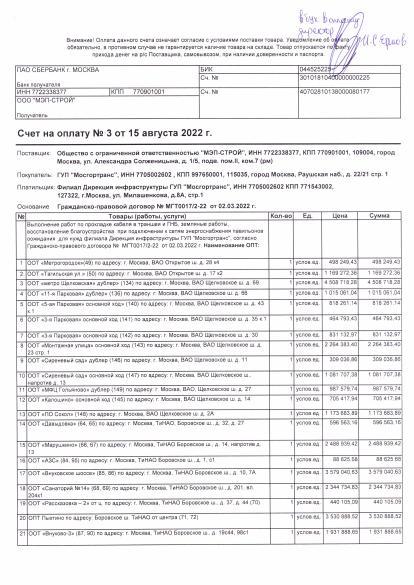 Внимание! Оплата данного счета означает согласие с условиями поставки товара. Уведомление об оплате
обязательно, в противном случае не гарантируется наличие товара на складе. Товар отпускается по факту
прихода денег на р/с Поставщика, самовывозом, при наличии доверенности и паспорта.
ПАО СБЕРБАНК г. МОСКВА БИК 044525225
Сч. № 30101810400000000225
Банк получателя
ИНН 7722338377 КПП 770901001 Сч. № 40702810138000080177
ООО "МЭП-СТРОЙ"
Получатель
Счет на оплату № 3 от 15 августа 2022 г.
Поставщик: Общество с ограниченной ответственностью "МЭП-СТРОЙ", ИНН 7722338377, КПП 770901001, 109004, город
Москва, ул. Александра Солженицына, д. 1/5, подв. пом.II, ком.7 (рм)
Покупатель: ГУП "Мосгортранс", ИНН 7705002602 , КПП 997650001, 115035, город Москва, Раушская наб., д. 22/21 стр. 1
Плательщик: Филиал Дирекция инфраструктуры ГУП "Мосгортранс", ИНН 7705002602 КПП 771543002,
127322, г.Москва, ул. Милашенкова, д.8А, стр.1
Основание Гражданско-правовой договор № МГТ0017/2-22 от 02.03.2022 г.
№ Товары (работы, услуги) Кол-во Ед. Цена Сумма
Выполнение работ по прокладке кабеля в траншеи и ГНБ, земляные работы,
восстановление благоустройства при подключении к сетям энергоснабжения павильонов
ожидания для нужд филиала Дирекция инфраструктуры ГУП "Мосгортранс", согласно
Гражданско-правового договора № МГТ0017/2-22 от 02.03.2022 г. Наименование ОПТ:
1 ООТ «Метрогородок»(49) по адресу: г. Москва, ВАО Открытое ш. д. 28 к4 1 услов ед. 498 249,43 498 249,43
2 ООТ «Тагильская ул.» (50) по адресу: г. Москва, ВАО Открытое ш. д. 17 к2 1 услов ед. 1 169 272,36 1 169 272,36
3 ООТ «метро Щелковская» дублер» (134) по адресу: г. Москва, ВАО Щелковское ш. д. 69 1 услов ед. 4 508 718,28 4 508 718,28
4 ООТ «11-я Парковая» дублер» (136) по адресу: г. Москва, ВАО Щелковское ш. д. 66 1 услов ед. 1 015 061,04 1 015 061,04
5 ООТ «5-ая Парковая» основной ход» (140) по адресу: г. Москва, ВАО Щелковское ш. д. 43
к 1 1 услов ед. 818 261,14 818 261,14
6 ООТ «3-я Парковая» основной ход (141) по адресу: г. Москва, ВАО Щелковское ш. д. 35 к.1 1 услов ед. 464 793,43 464 793,43
7 ООТ «3-я Парковая» основной ход (142) по адресу: г. Москва, ВАО Щелковское ш. д. 30 1 услов ед. 831 132,97 831 132,97
8 ООТ «Монтажная улица» основной ход (143) по адресу: г. Москва, ВАО Щелковское ш. д.
23 стр. 1 1 услов ед. 2 264 383,40 2 264 383,40
9 ООТ «Сиреневый сад» дублер (146) по адресу: г. Москва, ВАО Щелковское ш. д. 11 1 услов ед. 309 036,86 309 036,86
10 ООТ «Сиреневый сад» основной ход (147) по адресу: г. Москва, ВАО Щелковское ш.,
напротив д. 13 1 услов ед. 1 081 707,38 1 081 707,38
11 ООТ «МФЦ Гольяново» дублер (149) по адресу: г. Москва, ВАО, Щелковское ш. д. 27 1 услов ед. 987 579,74 987 579,74
12 ООТ «Калошино» основной ход (145) по адресу: г. Москва, ВАО Щелковское ш. д. 14 1 услов ед. 705 417,94 705 417,94
13 ООТ «ПО Сокол» (148) по адресу: г. Москва, ВАО Щелковское ш. д. 2А 1 услов ед. 1 173 683,89 1 173 683,89
14 ООТ «Давыдково» (64, 65) по адресу: г. Москва, ТиНАО, Боровское ш., д. 32, д. 27 1 услов ед. 596 563,16 596 563,16
15 ООТ «Марушкино» (66, 67) по адресу: г. Москва, ТиНАО Боровское ш., д. 14, напротив д.
13 1 услов ед. 2 488 939,42 2 488 939,42
16 ООТ «АЗС» (84, 95) по адресу: г. Москва, ТиНАО Боровское ш., д. 1, с1 1 услов ед. 88 625,58 88 625,58
17 ООТ «Внуковское шоссе» (85, 86) по адресу: г. Москва, ТиНАО Боровское ш., д. 10, 7А 1 услов ед. 3 579 040,63 3 579 040,63
18 ООТ «Санаторий №14» (68, 69) по адресу: г. Москва, ТиНАО Боровское ш., д. 201, вл.
204к1 1 услов ед. 2 344 734,83 2 344 734,83
19 ООТ «Рассказовка – 2» от ц. по адресу: г. Москва, ТиНАО Боровское ш., д. 37, д. 44 (70) 1 услов ед. 440 105,09 440 105,09
20 ОПТ Пыхтино по адресу: Боровское ш. ТиНАО от центра (71, 72) 1 услов ед. 3 530 888,52 3 530 888,52
21 ООТ «Внуково-3» (87, 90) по адресу: г. Москва, ТиНАО Боровское ш., д. 19с44, 98с1 1 услов ед. 1 931 888,65 1 931 888,65